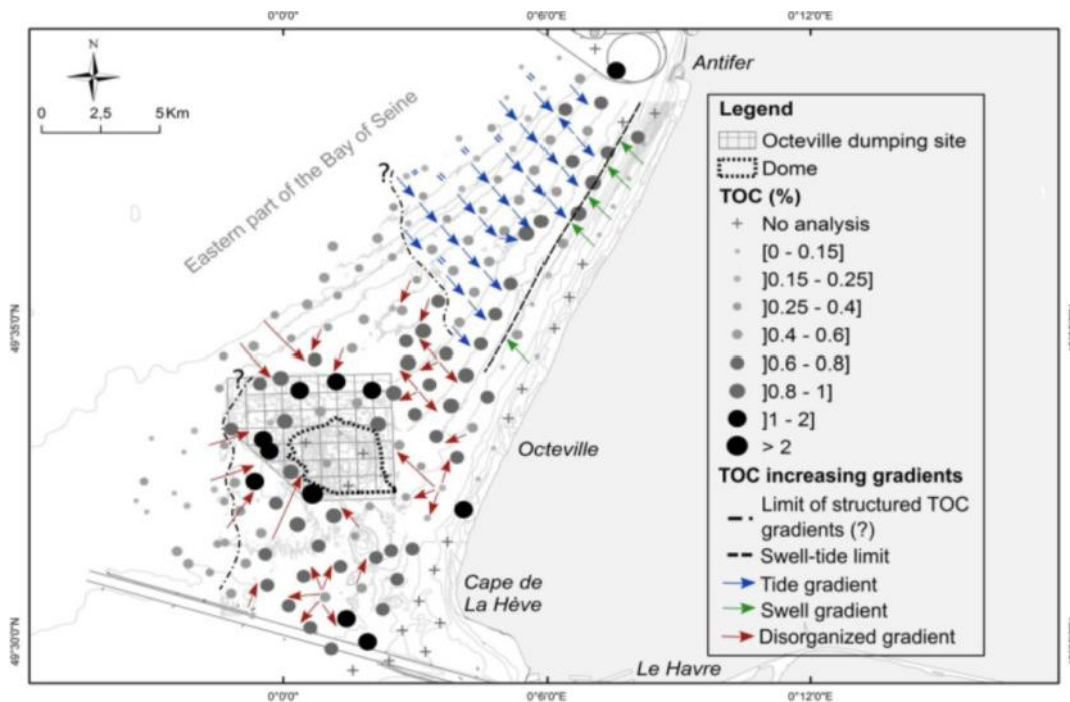 0°0'0" 0°6'0"E 0°12'0"E
N
0 2,5 5Km
Antifer
Eastern part of the Bay of Seine
?
49°35'0"N
?
Octeville
Cape de
La Hève
49°30'0"N
Le Havre
Legend
Octeville dumping site
Dome
TOC (%)
No analysis
[0 - 0.15]
]0.15 - 0.25]
]0.25 - 0.4]
]0.4 - 0.6]
]0.6 - 0.8]
]0.8 - 1]
]1 - 2]
> 2
TOC increasing gradients
Limit of structured TOC
gradients (?)
Swell-tide limit
Tide gradient
Swell gradient
Disorganized gradient
0°0'0" 0°6'0"E 0°12'0"E